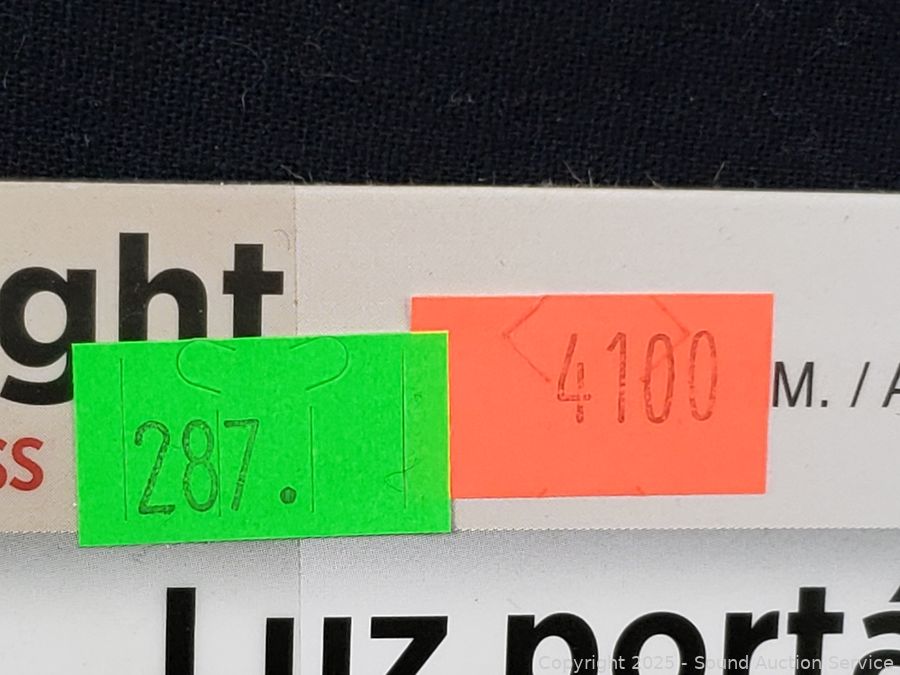 ght
4100
M. / A
287.
ss
Luz portá
Copyright 2025 - Sound Auction Service